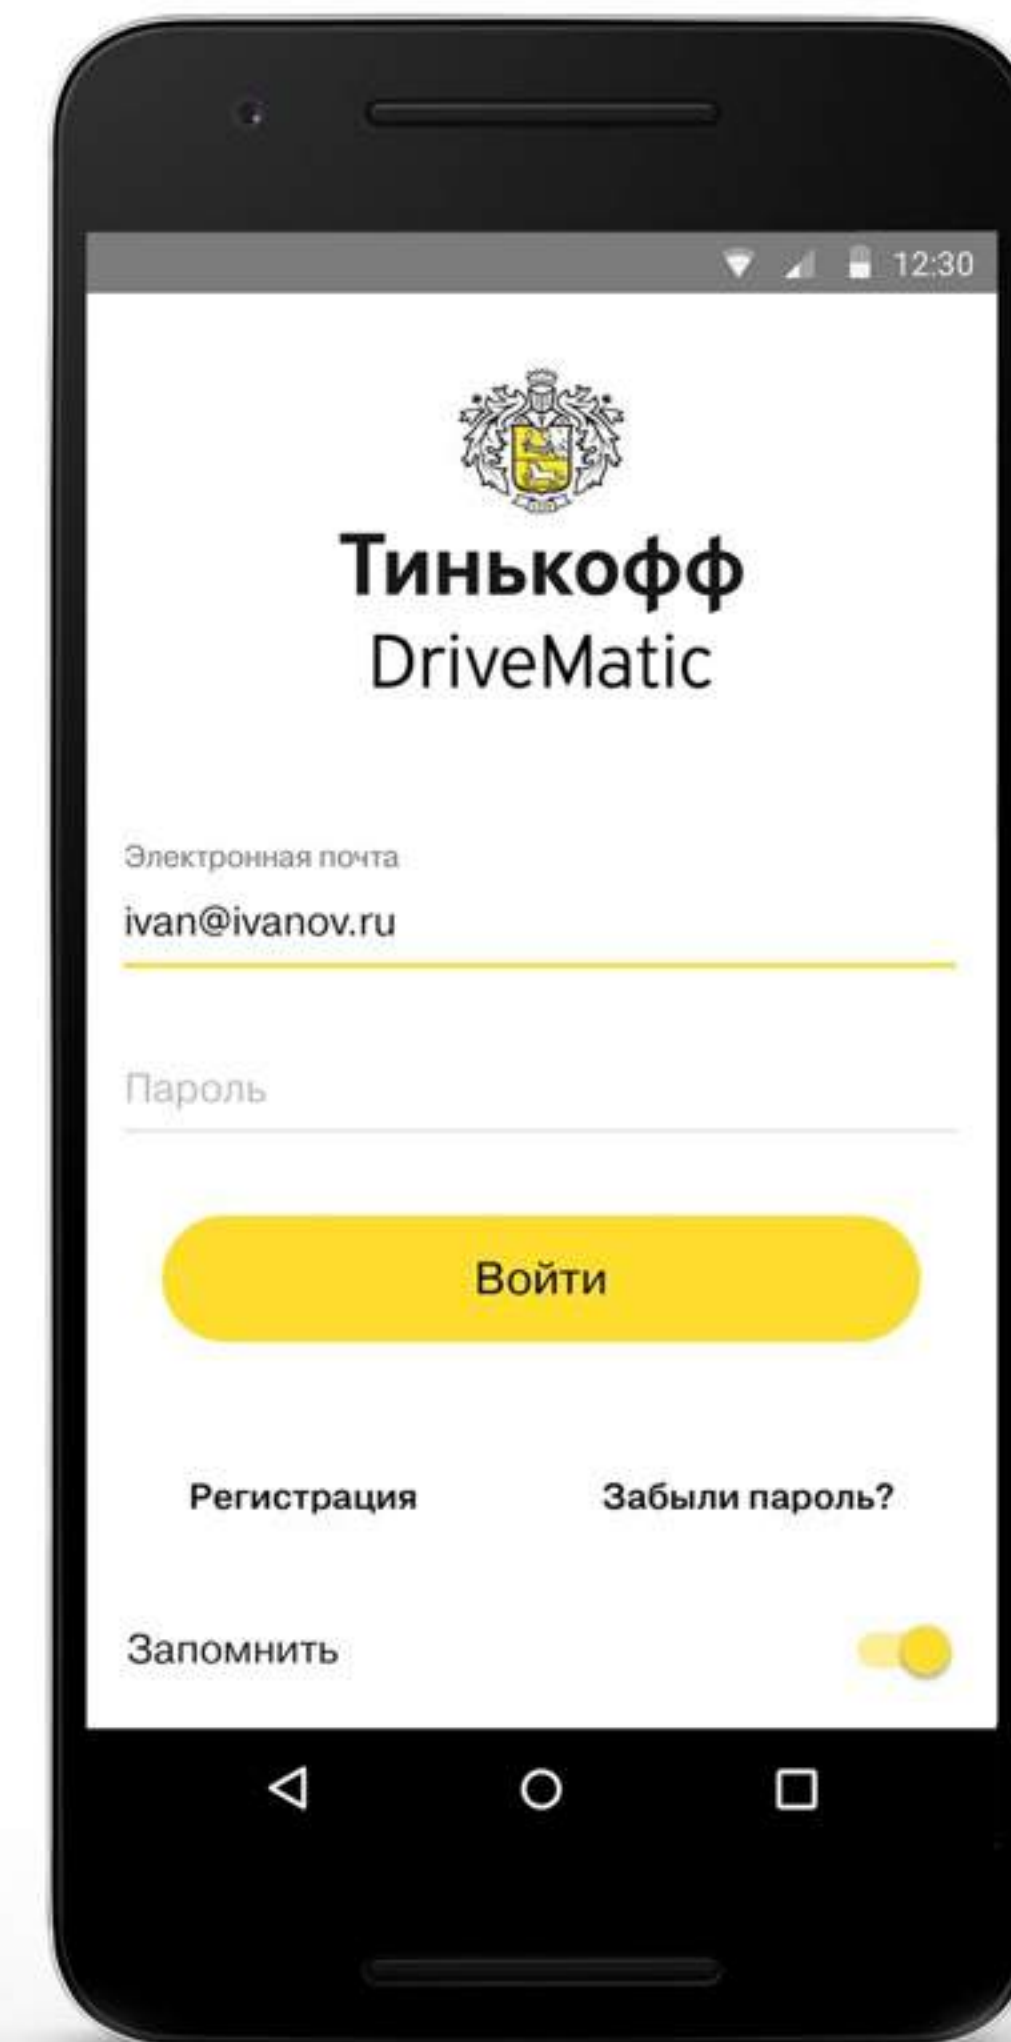 12:30
Тинькофф
DriveMatic
Электронная почта
ivan@ivanov.ru
Пароль
Войти
Регистрация
Забыли пароль?
Запомнить